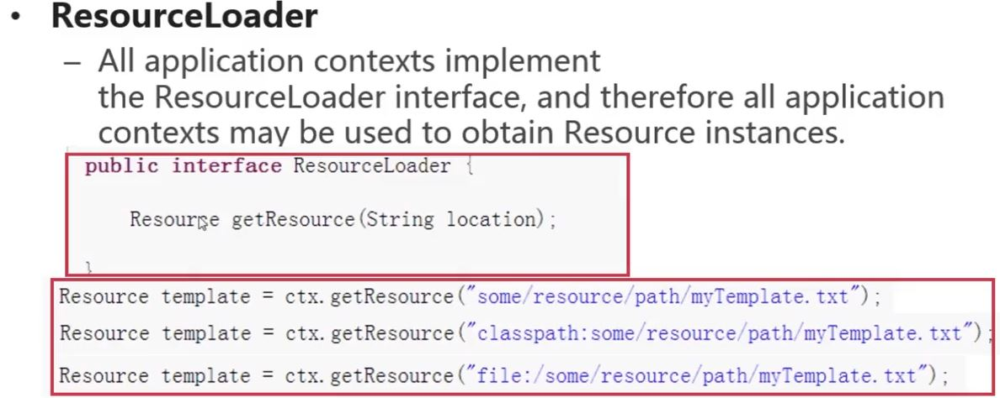 • ResourceLoader
– All application contexts implement
the ResourceLoader interface, and therefore all application
contexts may be used to obtain Resource instances.
public interface ResourceLoader {
Resource getResource(String location);
}
Resource template = ctx.getResource("some/resource/path/myTemplate.txt");
Resource template = ctx.getResource("classpath:some/resource/path/myTemplate.txt");
Resource template = ctx.getResource("file:/some/resource/path/myTemplate.txt");